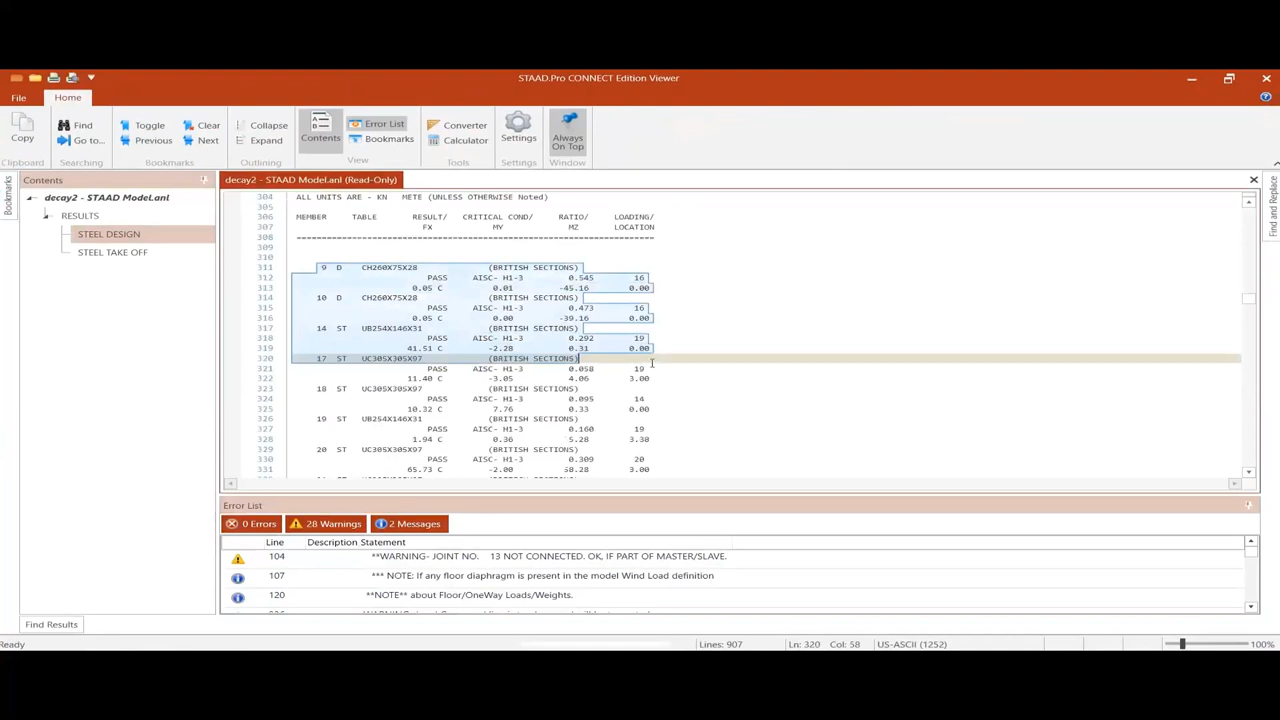 STAAD.Pro CONNECT Edition Viewer
File Home
Copy
Clipboard
Find
Go to...
Searching
Toggle Clear
Previous Next
Bookmarks
Collapse
Expand
Outlining
Contents
Error List
Bookmarks
View
Converter
Calculator
Tools
Settings
Settings
Always On Top
Window
Bookmarks
Contents
decay2 - STAAD Model.anl
RESULTS
STEEL DESIGN
STEEL TAKE OFF
decay2 - STAAD Model.anl (Read-Only)
Find and Replace
304 ALL UNITS ARE - KN METE (UNLESS OTHERWISE Noted)
305
306 MEMBER TABLE RESULT/ CRITICAL COND/ RATIO/ LOADING/
307 FX MY MZ LOCATION
308 ------------------------------------------------------------------------
309
310
311 9 D CH260X75X28 (BRITISH SECTIONS)
312 PASS AISC- H1-3 0.545 16
313 0.05 C 0.01 -45.16 0.00
314 10 D CH260X75X28 (BRITISH SECTIONS)
315 PASS AISC- H1-3 0.473 16
316 0.05 C 0.00 -39.16 0.00
317 14 ST UB254X146X31 (BRITISH SECTIONS)
318 PASS AISC- H1-3 0.292 19
319 41.51 C -2.28 0.31 0.00
320 17 ST UC305X305X97 (BRITISH SECTIONS)
321 PASS AISC- H1-3 0.058 19
322 11.40 C -3.05 4.06 3.00
323 18 ST UC305X305X97 (BRITISH SECTIONS)
324 PASS AISC- H1-3 0.095 14
325 10.32 C 7.76 0.33 0.00
326 19 ST UB254X146X31 (BRITISH SECTIONS)
327 PASS AISC- H1-3 0.160 19
328 1.94 C 0.36 5.28 3.38
329 20 ST UC305X305X97 (BRITISH SECTIONS)
330 PASS AISC- H1-3 0.309 20
331 65.73 C -2.00 58.28 3.00
Error List
0 Errors 28 Warnings 2 Messages
Line Description Statement
104 **WARNING- JOINT NO. 13 NOT CONNECTED. OK, IF PART OF MASTER/SLAVE.
107 *** NOTE: If any floor diaphragm is present in the model Wind Load definition
120 **NOTE** about Floor/OneWay Loads/Weights.
Find Results
Ready Lines: 907 Ln: 320 Col: 58 US-ASCII (1252) 100%